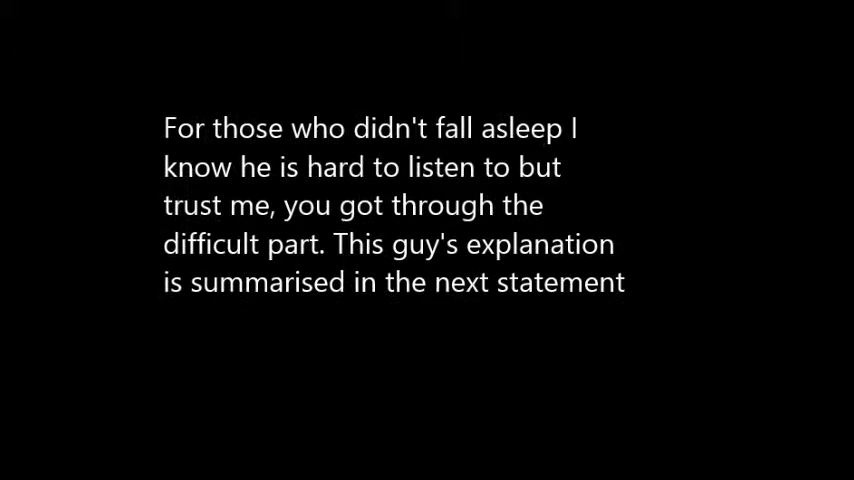 For those who didn't fall asleep I
know he is hard to listen to but
trust me, you got through the
difficult part. This guy's explanation
is summarised in the next statement